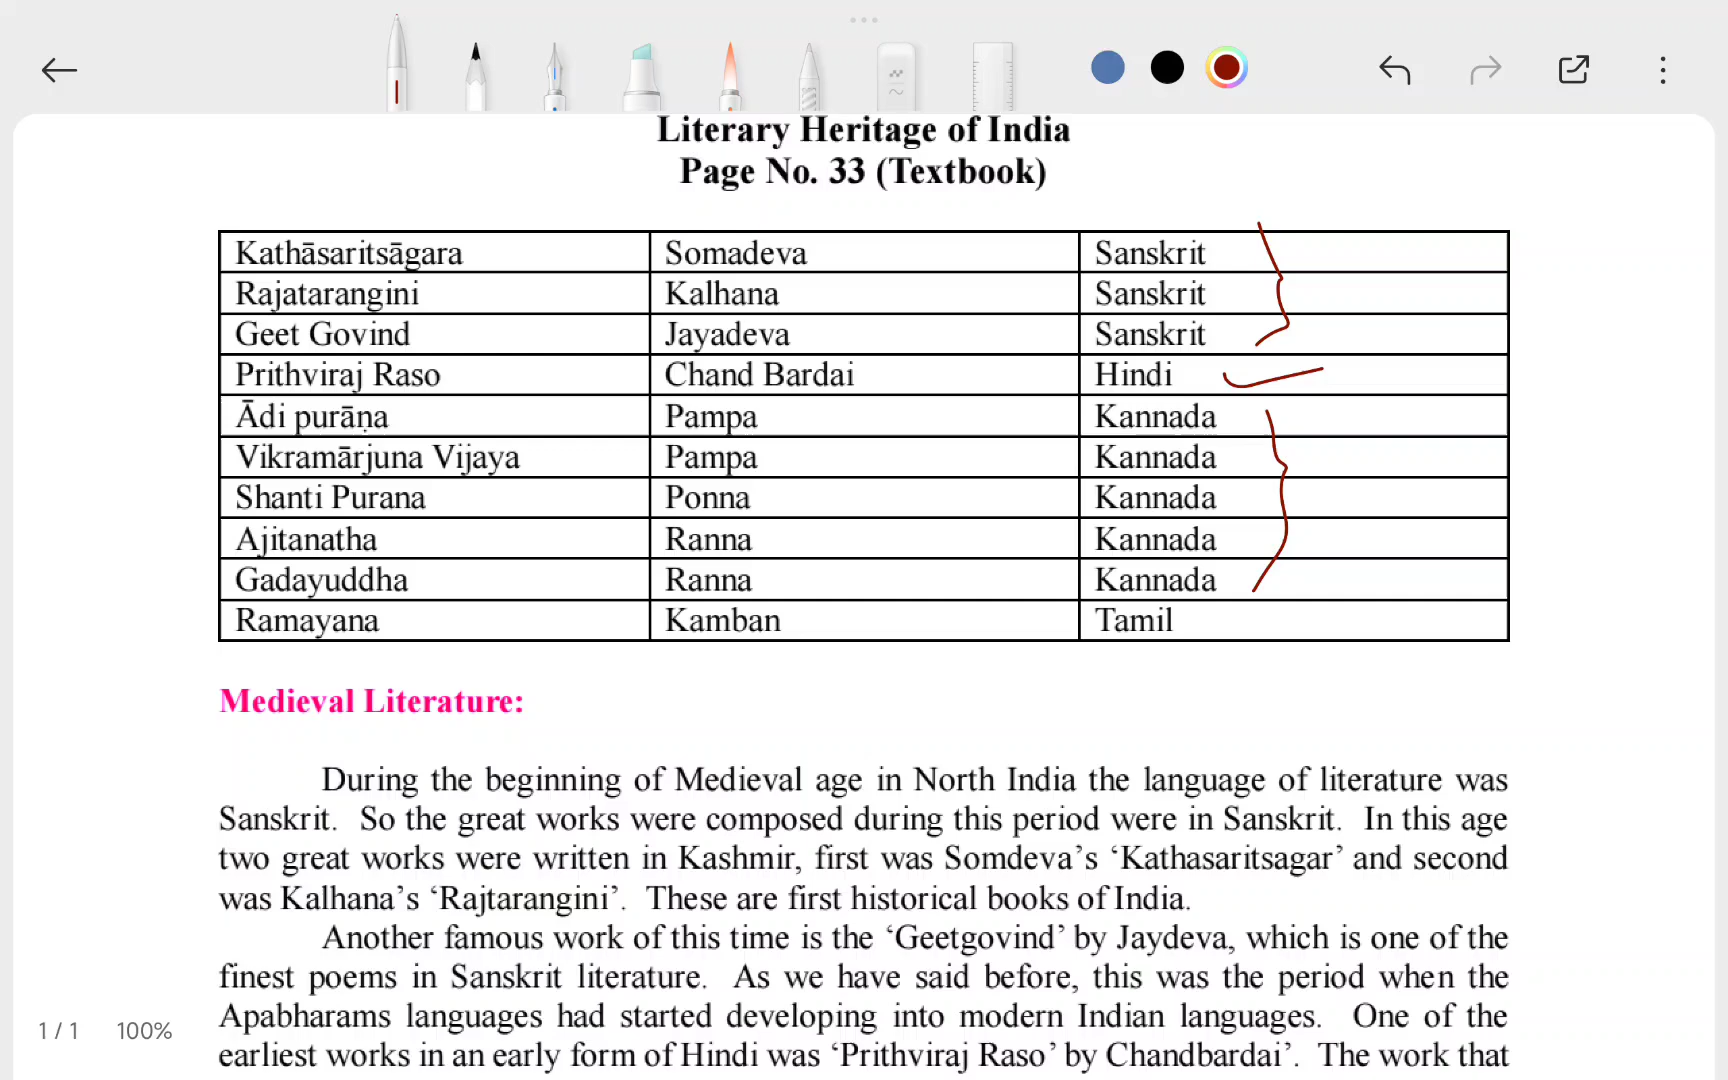 Literary Heritage of India
Page No. 33 (Textbook)
Kathāsaritsāgara Somadeva Sanskrit
Rajatarangini Kalhana Sanskrit
Geet Govind Jayadeva Sanskrit
Prithviraj Raso Chand Bardai Hindi
Ādi purāṇa Pampa Kannada
Vikramārjuna Vijaya Pampa Kannada
Shanti Purana Ponna Kannada
Ajitanatha Ranna Kannada
Gadayuddha Ranna Kannada
Ramayana Kamban Tamil
Medieval Literature:
During the beginning of Medieval age in North India the language of literature was
Sanskrit. So the great works were composed during this period were in Sanskrit. In this age
two great works were written in Kashmir, first was Somdeva’s ‘Kathasaritsagar’ and second
was Kalhana’s ‘Rajtarangini’. These are first historical books of India.
Another famous work of this time is the ‘Geetgovind’ by Jaydeva, which is one of the
finest poems in Sanskrit literature. As we have said before, this was the period when the
Apabharams languages had started developing into modern Indian languages. One of the
earliest works in an early form of Hindi was ‘Prithviraj Raso’ by Chandbardai’. The work that
1 / 1 100%